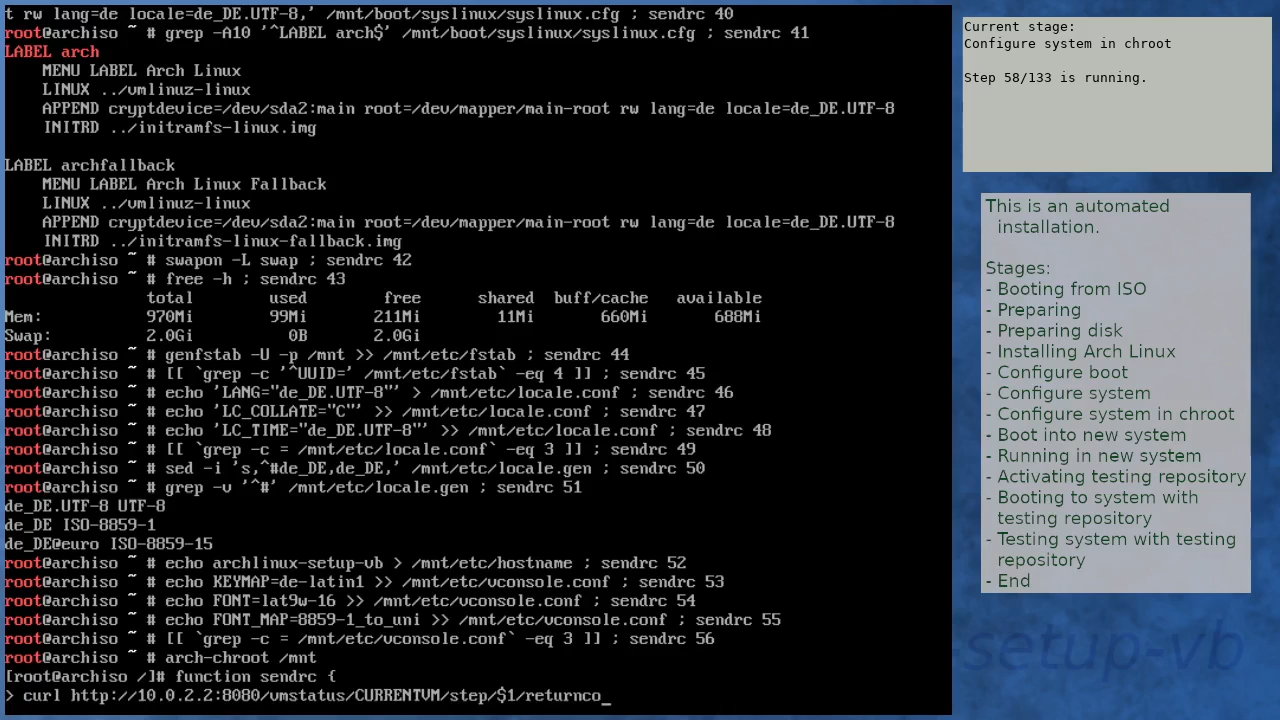 t rw lang=de locale=de_DE.UTF-8,' /mnt/boot/syslinux/syslinux.cfg ; sendrc 40
root@archiso ~ # grep -A10 '^LABEL arch$' /mnt/boot/syslinux/syslinux.cfg ; sendrc 41
LABEL arch
    MENU LABEL Arch Linux
    LINUX ../vmlinuz-linux
    APPEND cryptdevice=/dev/sda2:main root=/dev/mapper/main-root rw lang=de locale=de_DE.UTF-8
    INITRD ../initramfs-linux.img

LABEL archfallback
    MENU LABEL Arch Linux Fallback
    LINUX ../vmlinuz-linux
    APPEND cryptdevice=/dev/sda2:main root=/dev/mapper/main-root rw lang=de locale=de_DE.UTF-8
    INITRD ../initramfs-linux-fallback.img
root@archiso ~ # swapon -L swap ; sendrc 42
root@archiso ~ # free -h ; sendrc 43
               total        used        free      shared  buff/cache   available
Mem:           970Mi        99Mi       211Mi        11Mi       660Mi       688Mi
Swap:          2.0Gi          0B       2.0Gi
root@archiso ~ # genfstab -U -p /mnt >> /mnt/etc/fstab ; sendrc 44
root@archiso ~ # [[ `grep -c '^UUID=' /mnt/etc/fstab` -eq 4 ]] ; sendrc 45
root@archiso ~ # echo 'LANG="de_DE.UTF-8"' > /mnt/etc/locale.conf ; sendrc 46
root@archiso ~ # echo 'LC_COLLATE="C"' >> /mnt/etc/locale.conf ; sendrc 47
root@archiso ~ # echo 'LC_TIME="de_DE.UTF-8"' >> /mnt/etc/locale.conf ; sendrc 48
root@archiso ~ # [[ `grep -c = /mnt/etc/locale.conf` -eq 3 ]] ; sendrc 49
root@archiso ~ # sed -i 's,^#de_DE,de_DE,' /mnt/etc/locale.gen ; sendrc 50
root@archiso ~ # grep -v '^#' /mnt/etc/locale.gen ; sendrc 51
de_DE.UTF-8 UTF-8
de_DE ISO-8859-1
de_DE@euro ISO-8859-15
root@archiso ~ # echo archlinux-setup-vb > /mnt/etc/hostname ; sendrc 52
root@archiso ~ # echo KEYMAP=de-latin1 >> /mnt/etc/vconsole.conf ; sendrc 53
root@archiso ~ # echo FONT=lat9w-16 >> /mnt/etc/vconsole.conf ; sendrc 54
root@archiso ~ # echo FONT_MAP=8859-1_to_uni >> /mnt/etc/vconsole.conf ; sendrc 55
root@archiso ~ # [[ `grep -c = /mnt/etc/vconsole.conf` -eq 3 ]] ; sendrc 56
root@archiso ~ # arch-chroot /mnt
[root@archiso /]# function sendrc {
> curl http://10.0.2.2:8080/vmstatus/CURRENTVM/step/$1/returnco_
Current stage:
Configure system in chroot

Step 58/133 is running.
This is an automated
installation.

Stages:
- Booting from ISO
- Preparing
- Preparing disk
- Installing Arch Linux
- Configure boot
- Configure system
- Configure system in chroot
- Boot into new system
- Running in new system
- Activating testing repository
- Booting to system with
testing repository
- Testing system with testing
repository
- End
-setup-vb